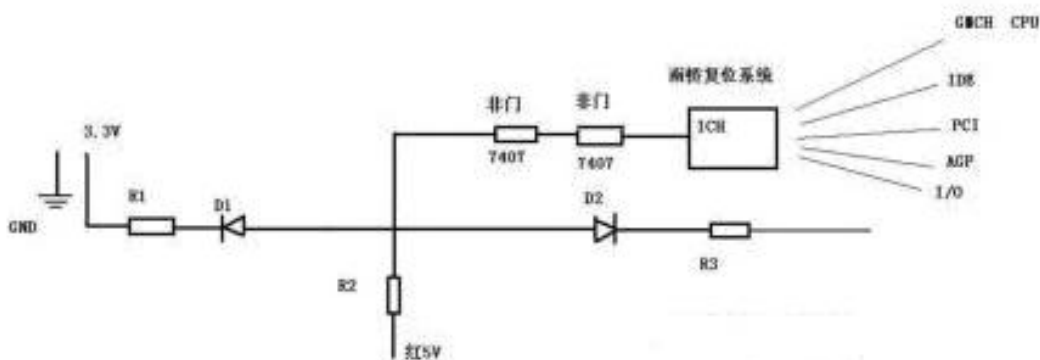 GMCH CPU
南桥复位系统
IDE
非门
非门
3.3V
ICH
PCI
7407
7407
AGP
I/O
R1
D1
D2
GND
R2
R3
红5V